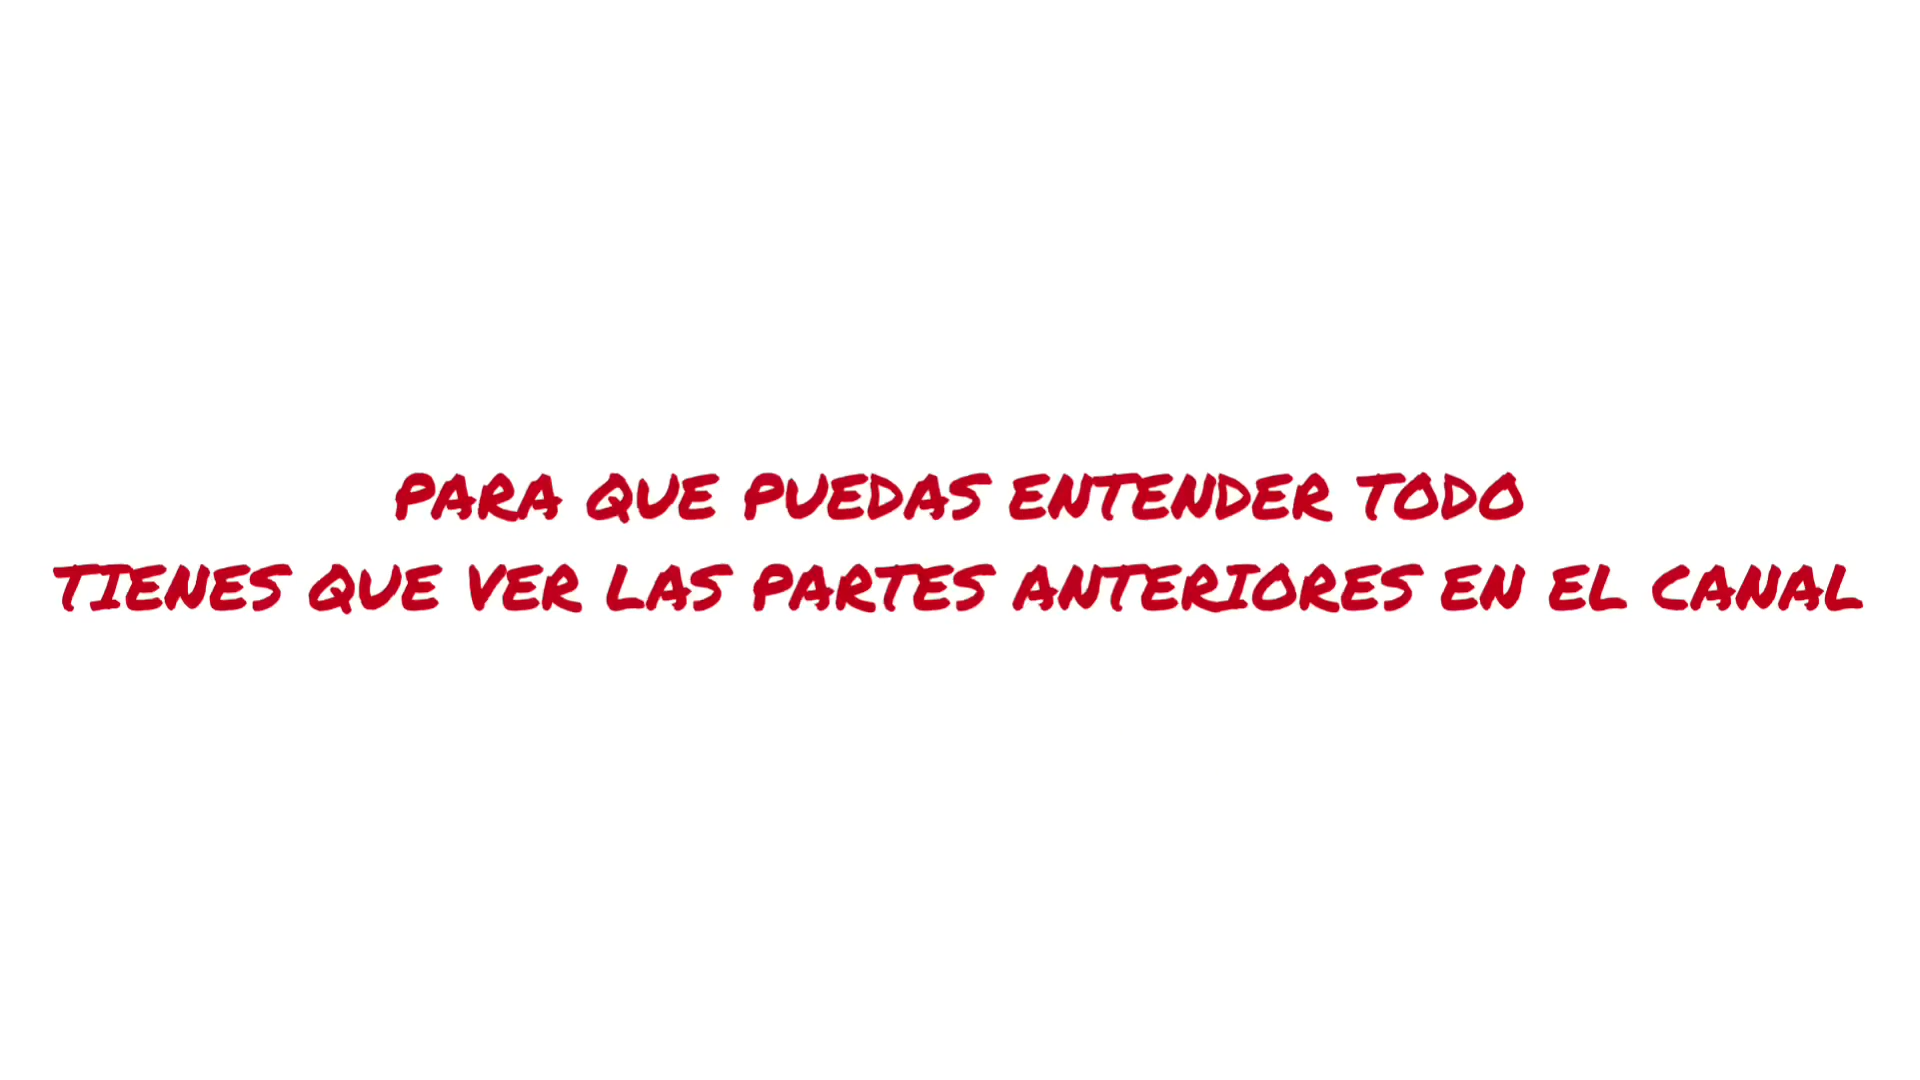 PARA QUE PUEDAS ENTENDER TODO
TIENES QUE VER LAS PARTES ANTERIORES EN EL CANAL